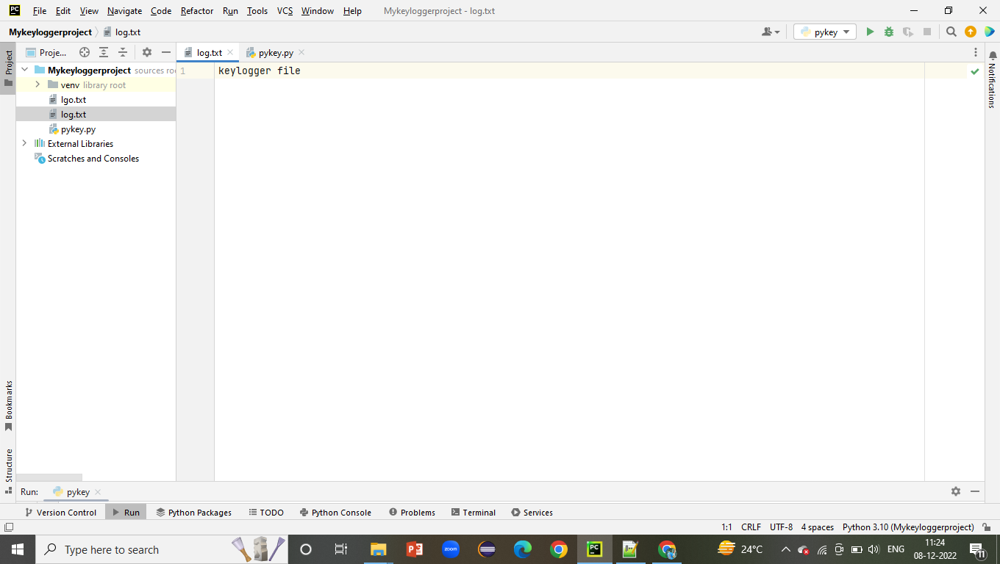 PC File Edit View Navigate Code Refactor Run Tools VCS Window Help Mykeyloggerproject - log.txt
Mykeyloggerproject log.txt pykey
Proje... log.txt pykey.py
Mykeyloggerproject sources roo
venv library root
lgo.txt
log.txt
pykey.py
External Libraries
Scratches and Consoles
1 keylogger file
Project
Bookmarks
Structure
Notifications
Run: pykey
Version Control Run Python Packages TODO Python Console Problems Terminal Services
1:1 CRLF UTF-8 4 spaces Python 3.10 (Mykeyloggerproject)
Type here to search zoom PC 24°C ENG 11:24
08-12-2022 11